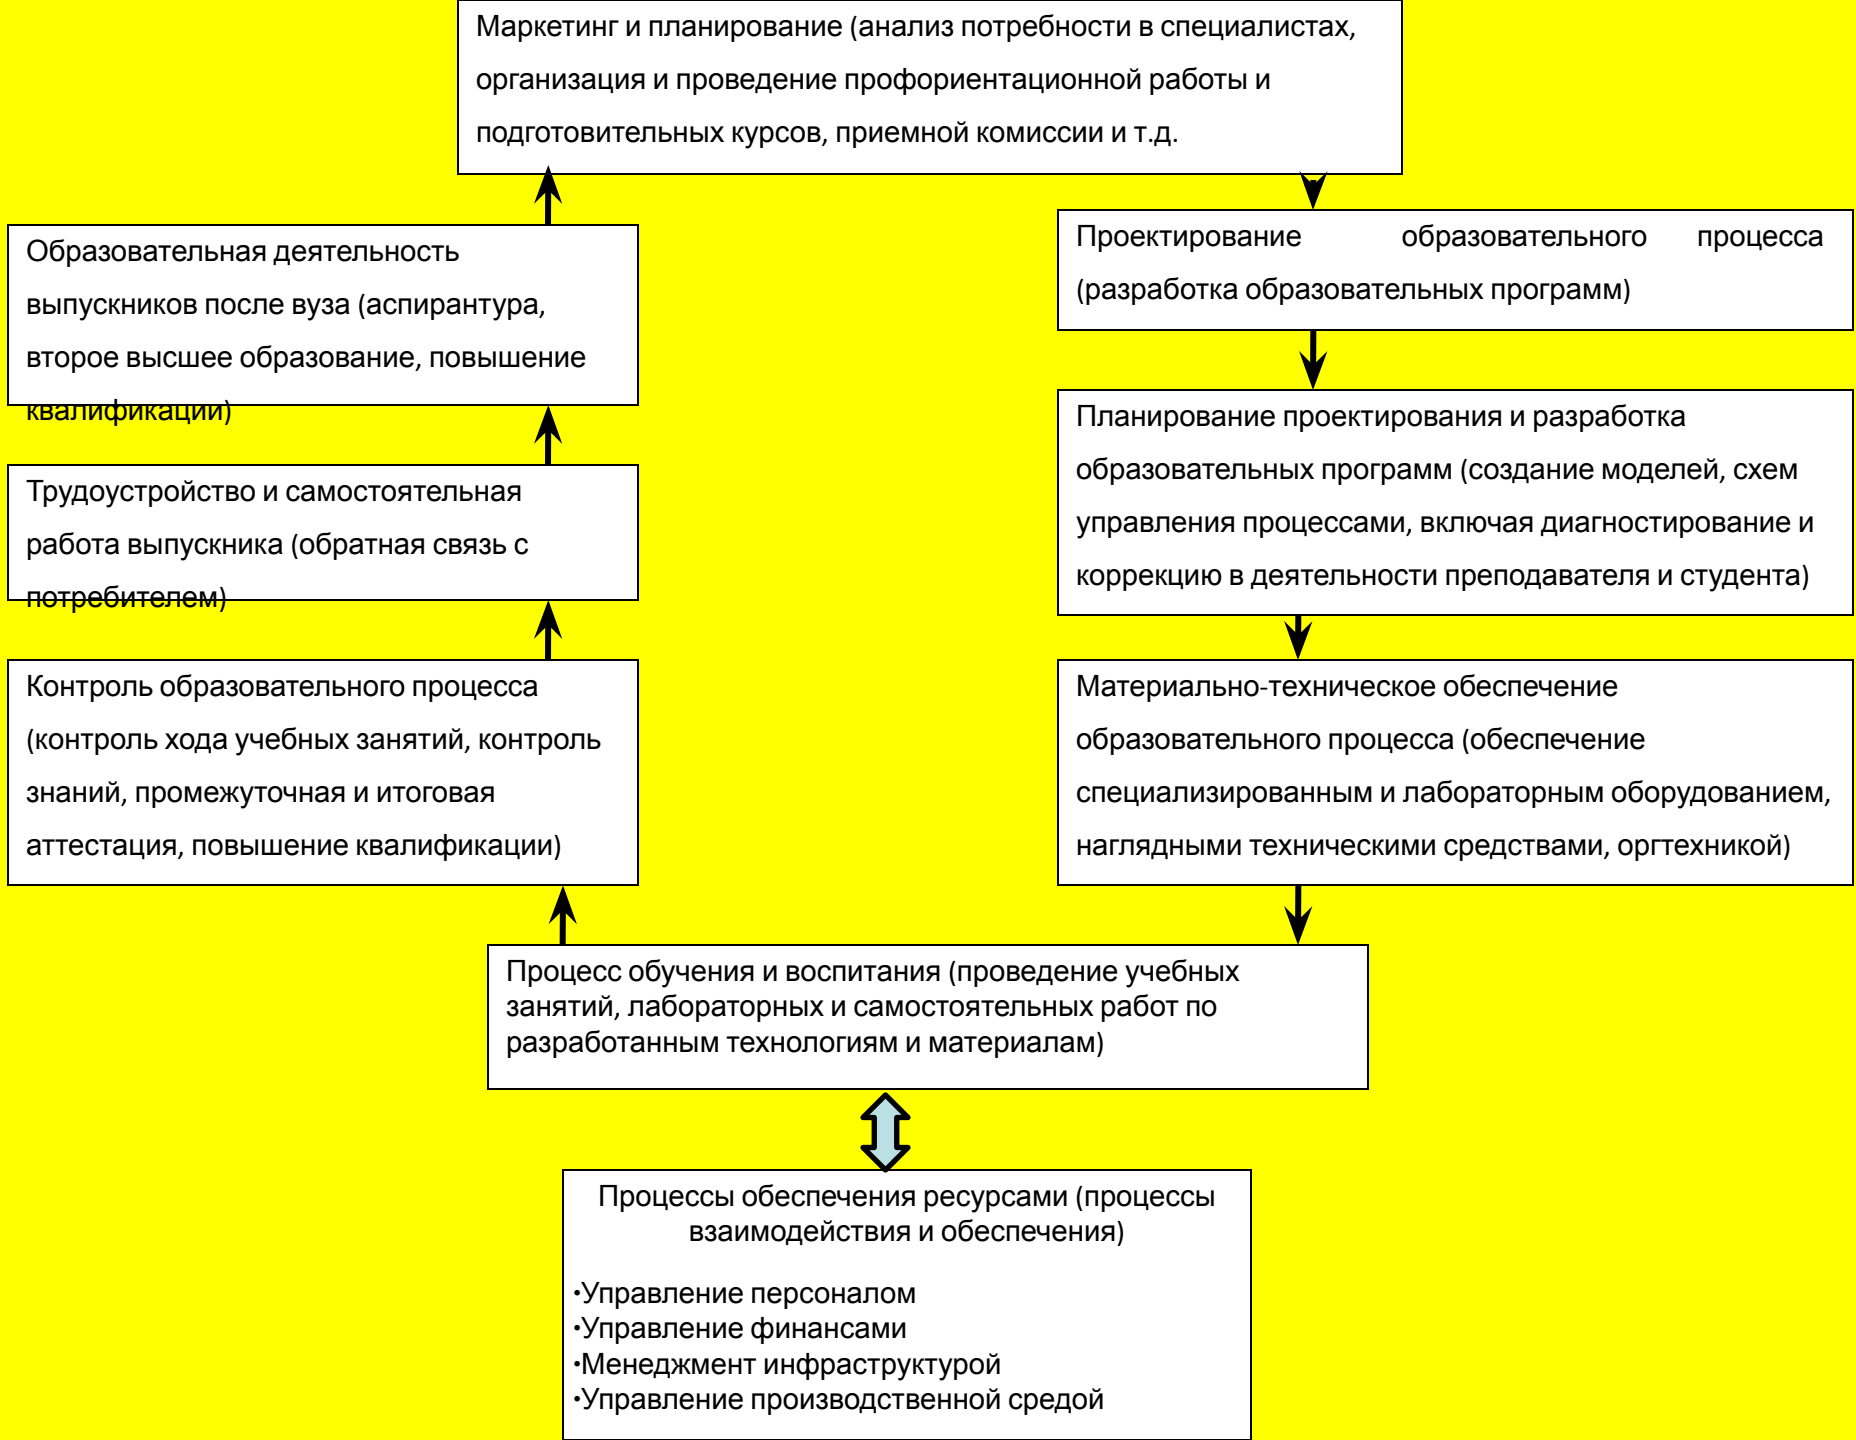 Маркетинг и планирование (анализ потребности в специалистах,
организация и проведение профориентационной работы и
подготовительных курсов, приемной комиссии и т.д.
Проектирование образовательного процесса
(разработка образовательных программ)
Планирование проектирования и разработка
образовательных программ (создание моделей, схем
управления процессами, включая диагностирование и
коррекцию в деятельности преподавателя и студента)
Материально-техническое обеспечение
образовательного процесса (обеспечение
специализированным и лабораторным оборудованием,
наглядными техническими средствами, оргтехникой)
Процесс обучения и воспитания (проведение учебных
занятий, лабораторных и самостоятельных работ по
разработанным технологиям и материалам)
Контроль образовательного процесса
(контроль хода учебных занятий, контроль
знаний, промежуточная и итоговая
аттестация, повышение квалификации)
Трудоустройство и самостоятельная
работа выпускника (обратная связь с
потребителем)
Образовательная деятельность
выпускников после вуза (аспирантура,
второе высшее образование, повышение
квалификации)
Процессы обеспечения ресурсами (процессы
взаимодействия и обеспечения)
•Управление персоналом
•Управление финансами
•Менеджмент инфраструктурой
•Управление производственной средой